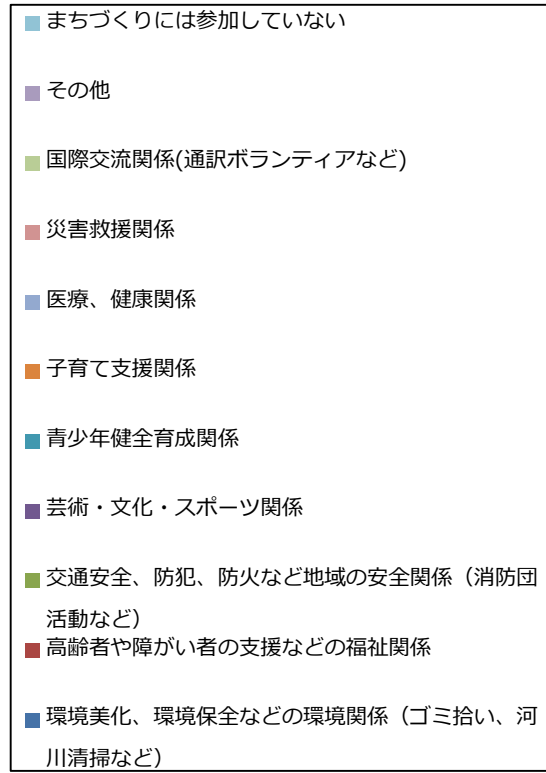 まちづくりには参加していない
その他
国際交流関係(通訳ボランティアなど)
災害救援関係
医療、健康関係
子育て支援関係
青少年健全育成関係
芸術・文化・スポーツ関係
交通安全、防犯、防火など地域の安全関係（消防団
活動など）
高齢者や障がい者の支援などの福祉関係
環境美化、環境保全などの環境関係（ゴミ拾い、河
川清掃など）